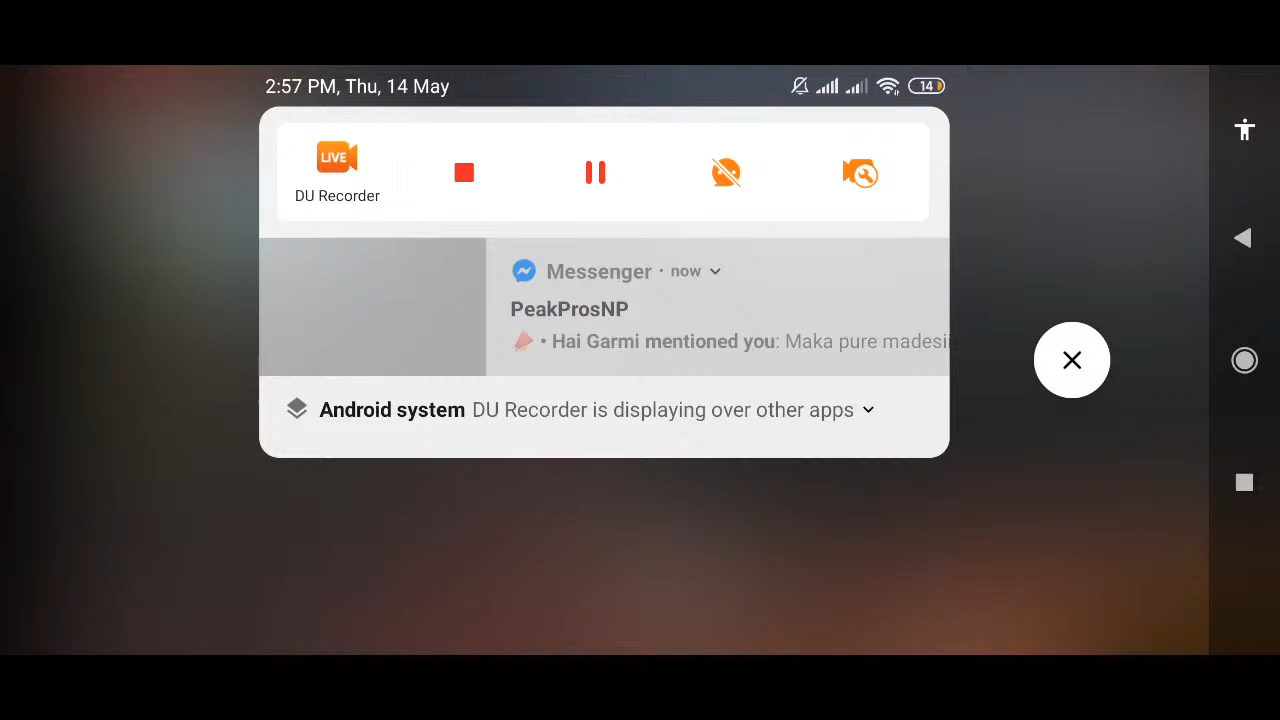 2:57 PM, Thu, 14 May
14
LIVE
DU Recorder
Messenger · now
PeakProsNP
• Hai Garmi mentioned you: Maka pure madesi
Android system DU Recorder is displaying over other apps